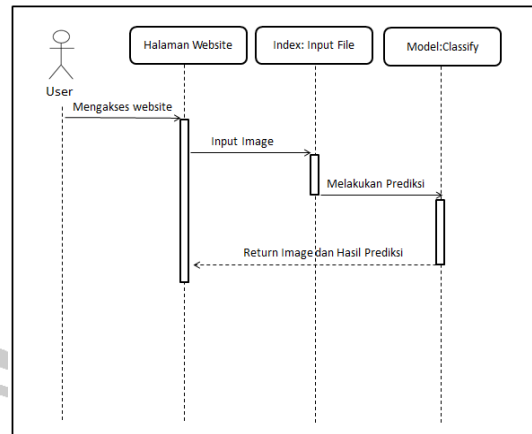 Halaman Website
Index: Input File
Model:Classify
User
Mengakses website
Input Image
Melakukan Prediksi
Return Image dan Hasil Prediksi